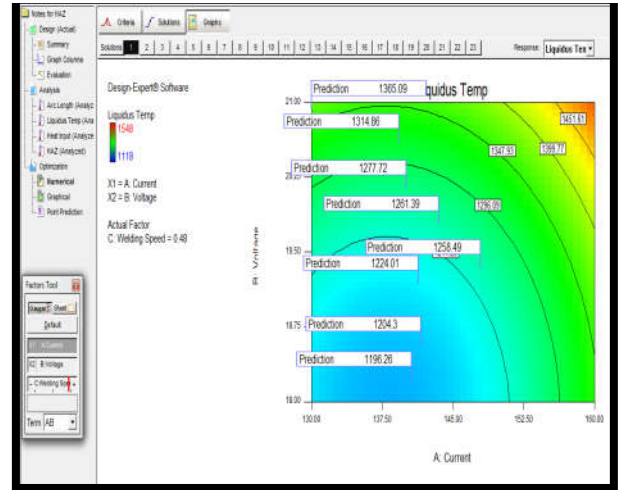 Notes for HAZ
Design (Actual)
Summary
Graph Columns
Evaluation
Analysis
Arc Length (Analyz
Liquidus Temp (Ana
Heat Input (Analyze
HAZ (Analyzed)
Optimization
Numerical
Graphical
Point Prediction
Criteria
Solutions
Graphs
Solutions 1 2 3 4 5 6 7 8 9 10 11 12 13 14 15 16 17 18 19 20 21 22 23
Response: Liquidus Ten
Design-Expert® Software
Liquidus Temp
1548
1118
X1 = A: Current
X2 = B: Voltage
Actual Factor
C: Welding Speed = 0.48
quidus Temp
Prediction 1365.09
21.00
Prediction 1314.86
1451.61
1399.77
1347.93
Prediction 1277.72
20.25
Prediction 1261.39
1296.09
Prediction 1258.49
19.50
Prediction 1224.01
18.75
Prediction 1204.3
Prediction 1196.26
18.00
130.00
137.50
145.00
152.50
160.00
B: Voltage
A: Current
Factors Tool
Gauges
Sheet
Default
A:Current
B:Voltage
C:Welding Spe
Term AB